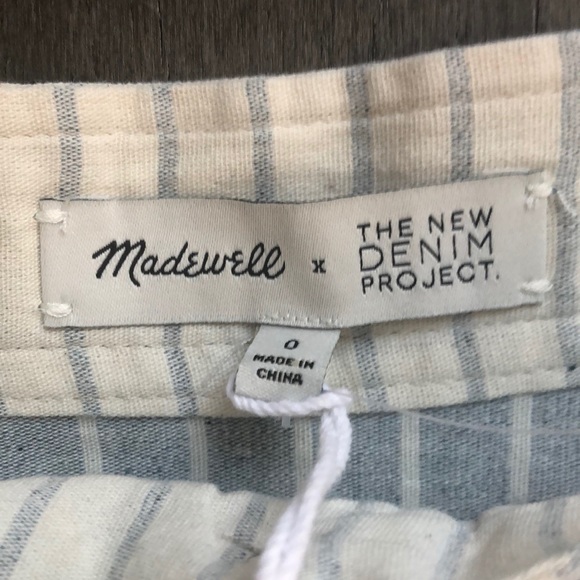 Madewell x
THE NEW
DENIM
PROJECT.
0
MADE IN
CHINA